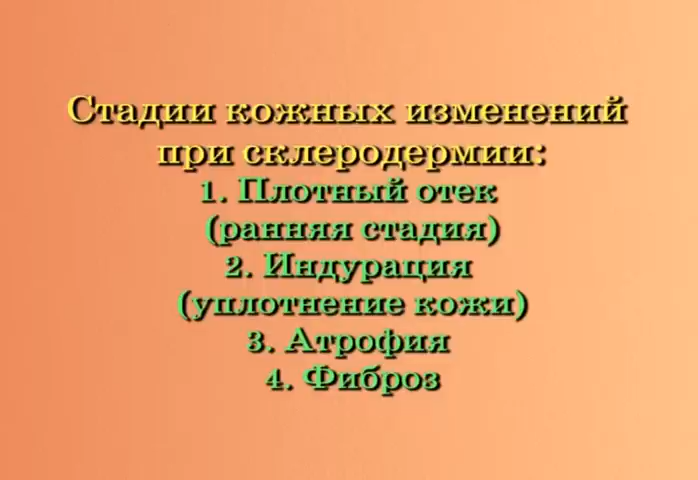 Стадии кожных изменений
при склеродермии:
1. Плотный отек
(ранняя стадия)
2. Индурация
(уплотнение кожи)
3. Атрофия
4. Фиброз